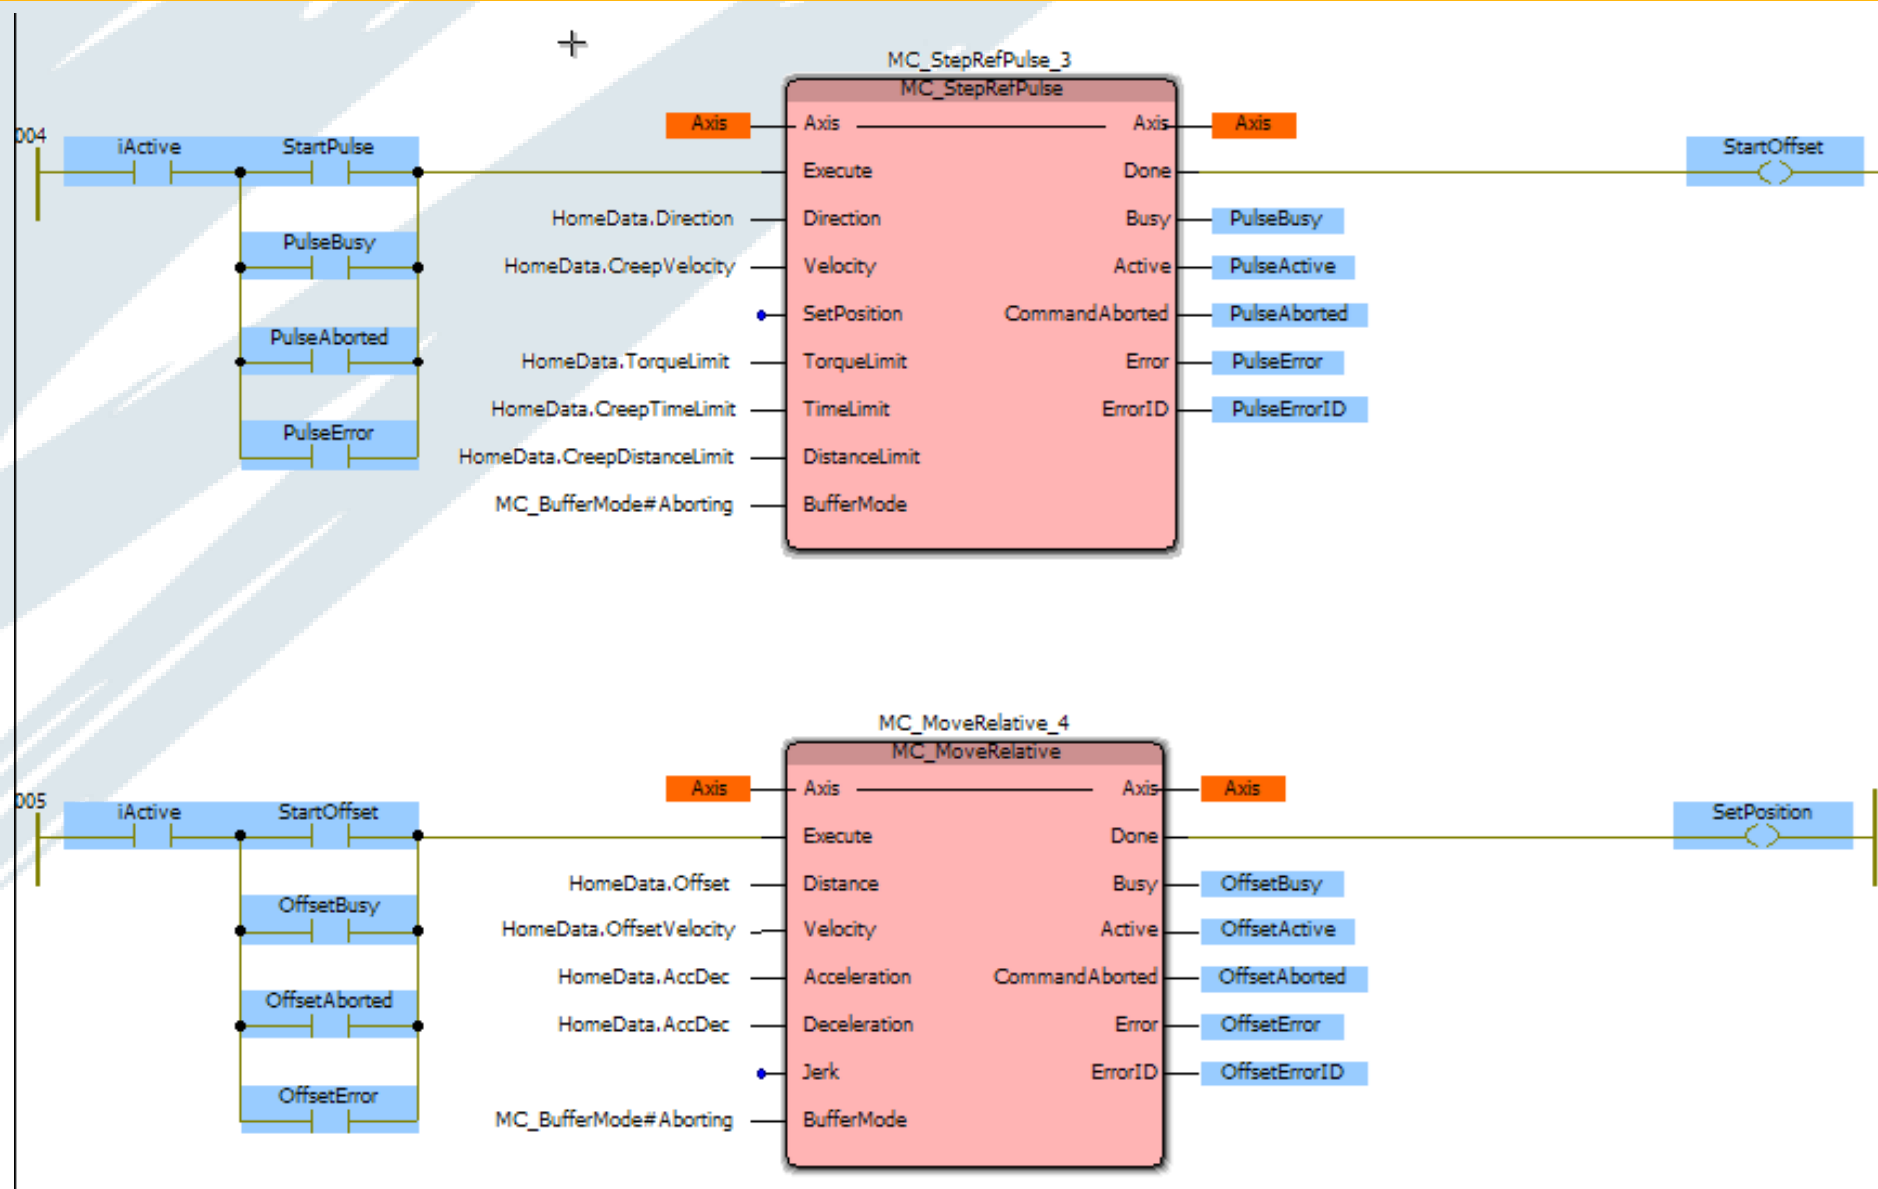 MC_StepRefPulse_3
MC_StepRefPulse
004
iActive
StartPulse
Axis
Axis
Axis
Axis
StartOffset
Execute
Done
PulseBusy
HomeData.Direction
Direction
Busy
PulseBusy
HomeData.CreepVelocity
Velocity
Active
PulseActive
SetPosition
CommandAborted
PulseAborted
PulseAborted
HomeData.TorqueLimit
TorqueLimit
Error
PulseError
HomeData.CreepTimeLimit
TimeLimit
ErrorID
PulseErrorID
PulseError
HomeData.CreepDistanceLimit
DistanceLimit
MC_BufferMode#Aborting
BufferMode
MC_MoveRelative_4
MC_MoveRelative
005
iActive
StartOffset
Axis
Axis
Axis
Axis
SetPosition
Execute
Done
OffsetBusy
HomeData.Offset
Distance
Busy
OffsetBusy
HomeData.OffsetVelocity
Velocity
Active
OffsetActive
HomeData.AccDec
Acceleration
CommandAborted
OffsetAborted
OffsetAborted
HomeData.AccDec
Deceleration
Error
OffsetError
Jerk
ErrorID
OffsetErrorID
OffsetError
MC_BufferMode#Aborting
BufferMode